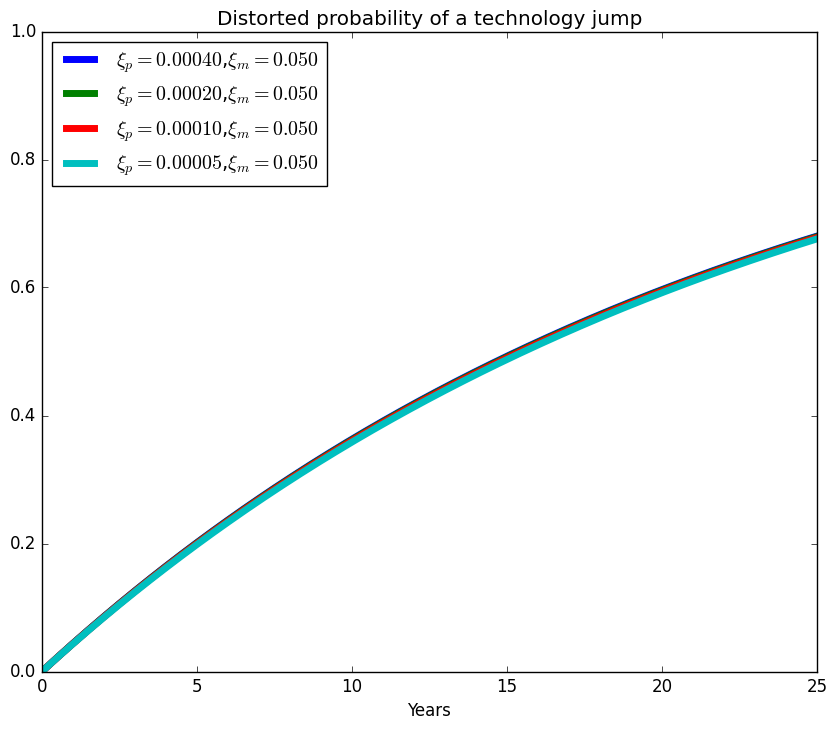 Distorted probability of a technology jump
1.0
0.8
0.6
0.4
0.2
0.0
ξₚ = 0.00040,ξₘ = 0.050
ξₚ = 0.00020,ξₘ = 0.050
ξₚ = 0.00010,ξₘ = 0.050
ξₚ = 0.00005,ξₘ = 0.050
0 5 10 15 20 25
Years